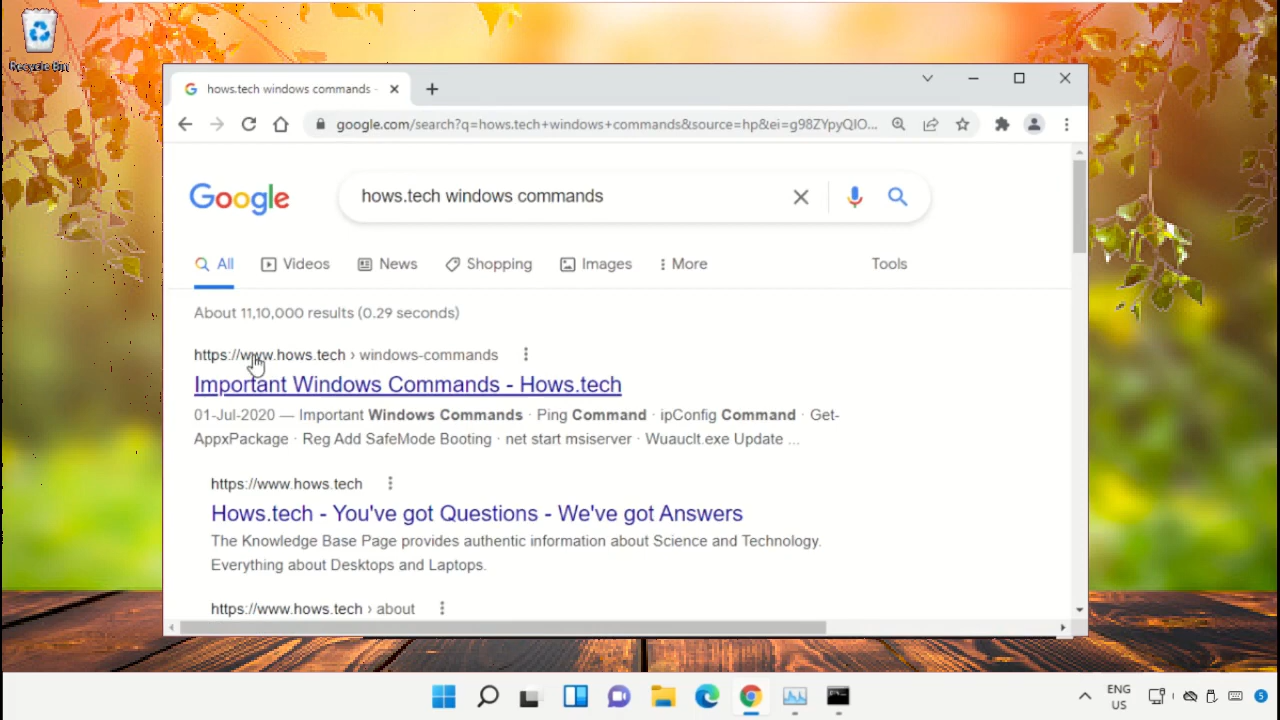 Recycle Bin
hows.tech windows commands -
google.com/search?q=hows.tech+windows+commands&source=hp&ei=g98ZYpyQIO...
Google
hows.tech windows commands
All
Videos
News
Shopping
Images
More
Tools
About 11,10,000 results (0.29 seconds)
https://www.hows.tech › windows-commands
Important Windows Commands - Hows.tech
01-Jul-2020 — Important Windows Commands · Ping Command · ipConfig Command · Get-
AppxPackage · Reg Add SafeMode Booting · net start msiserver · Wuauclt.exe Update ...
https://www.hows.tech
Hows.tech - You've got Questions - We've got Answers
The Knowledge Base Page provides authentic information about Science and Technology.
Everything about Desktops and Laptops.
https://www.hows.tech › about
ENG
US
5